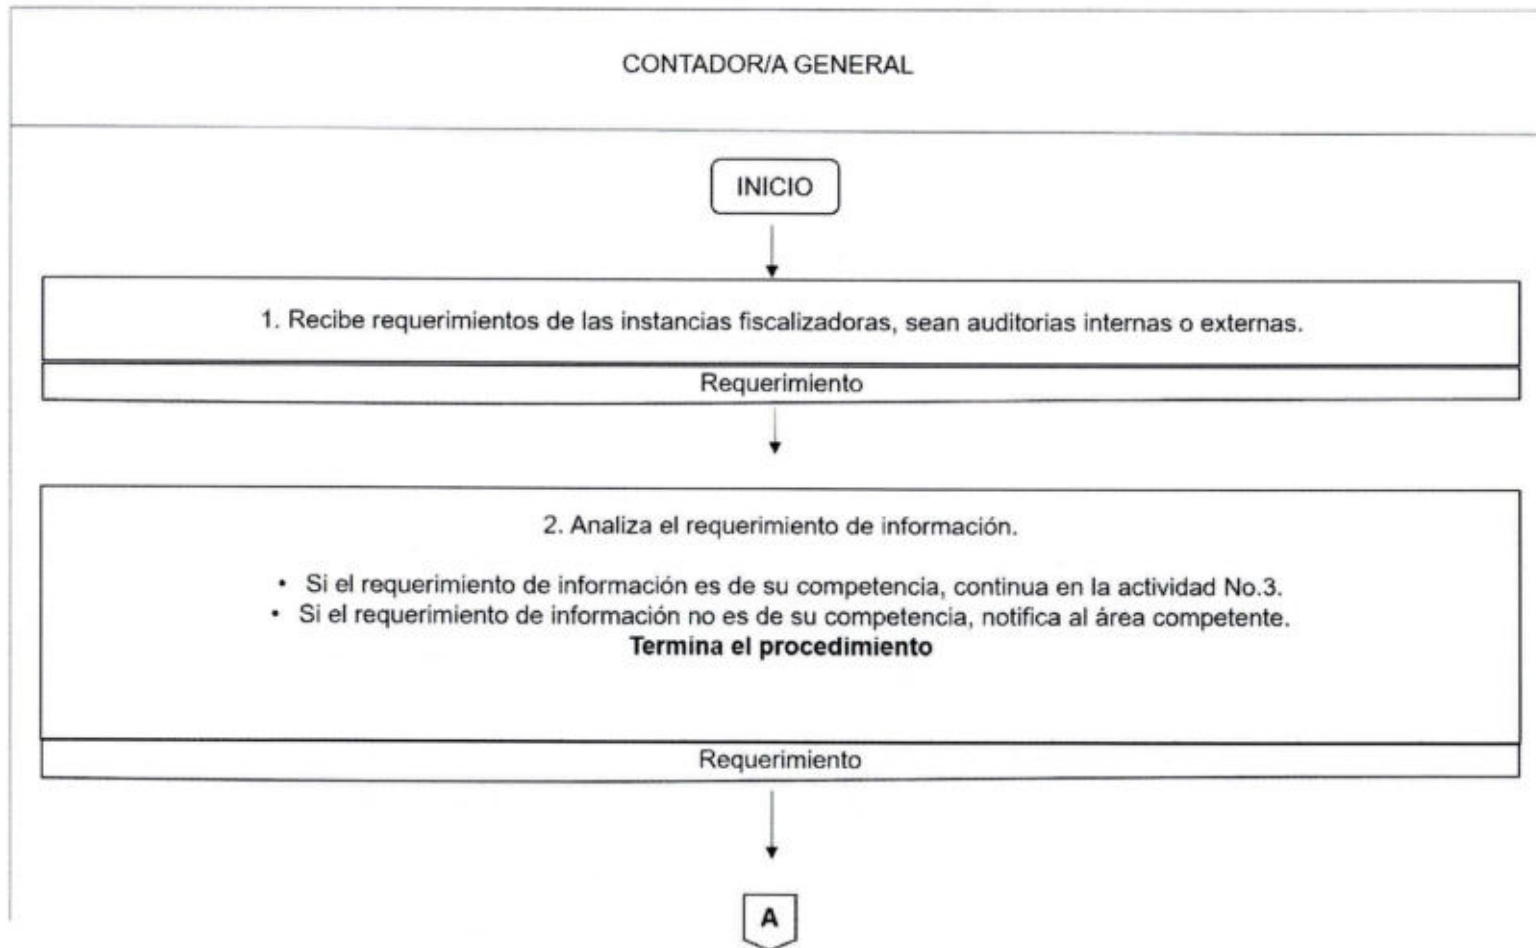 CONTADOR/A GENERAL
INICIO
1. Recibe requerimientos de las instancias fiscalizadoras, sean auditorias internas o externas.
Requerimiento
2. Analiza el requerimiento de información.
• Si el requerimiento de información es de su competencia, continua en la actividad No.3.
• Si el requerimiento de información no es de su competencia, notifica al área competente.
Termina el procedimiento
Requerimiento
A